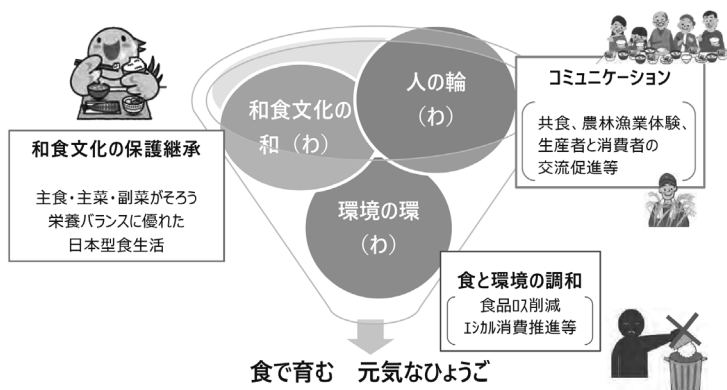 和食文化の保護継承
主食・主菜・副菜がそろう
栄養バランスに優れた
日本型食生活
和食文化の
和（わ）
人の輪
（わ）
環境の環
（わ）
コミュニケーション
共食、農林漁業体験、
生産者と消費者の
交流促進等
食と環境の調和
食品ﾛｽ削減
ｴｼｶﾙ消費推進等
食で育む　元気なひょうご